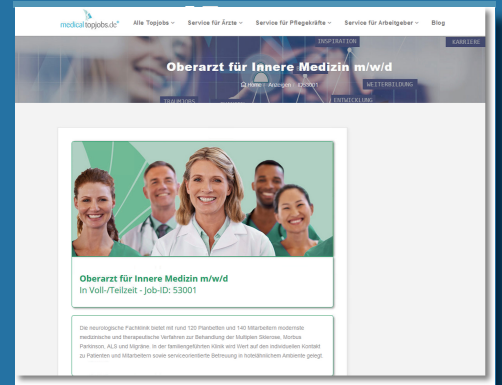 medicaltopjobs.de
Alle Topjobs Service für Ärzte Service für Pflegekräfte Service für Arbeitgeber Blog
INSPIRATION
KARRIERE
Oberarzt für Innere Medizin m/w/d
Home / Anzeigen / ID53001
WEITERBILDUNG
TRAUMJOBS
ENTWICKLUNG
Oberarzt für Innere Medizin m/w/d
In Voll-/Teilzeit - Job-ID: 53001
Die neurologische Fachklinik bietet mit rund 120 Planbetten und 140 Mitarbeitern modernste
medizinische und therapeutische Verfahren zur Behandlung der Multiplen Sklerose, Morbus
Parkinson, ALS und Migräne. In der familiengeführten Klinik wird Wert auf den individuellen Kontakt
zu Patienten und Mitarbeitern sowie serviceorientierte Betreuung in hotelähnlichem Ambiente gelegt.